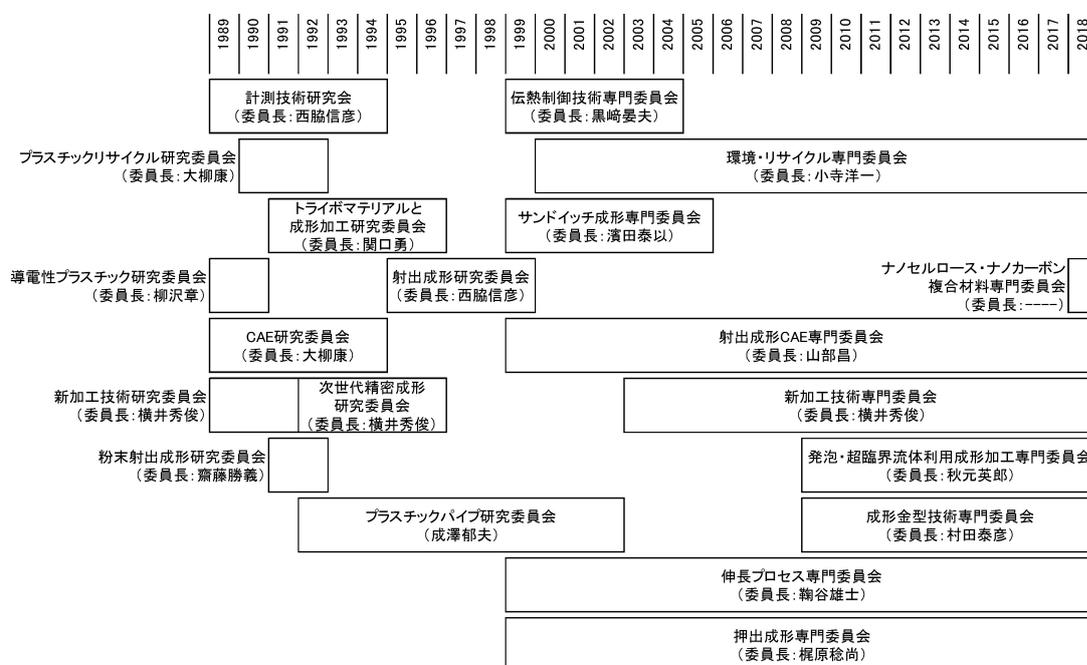 1989
1990
1991
1992
1993
1994
1995
1996
1997
1998
1999
2000
2001
2002
2003
2004
2005
2006
2007
2008
2009
2010
2011
2012
2013
2014
2015
2016
2017
2018
計測技術研究会
（委員長：西脇信彦）
伝熱制御技術専門委員会
（委員長：黒﨑晏夫）
プラスチックリサイクル研究委員会
（委員長：大柳康）
環境・リサイクル専門委員会
（委員長：小寺洋一）
トライボマテリアルと
成形加工研究委員会
（委員長：関口勇）
サンドイッチ成形専門委員会
（委員長：濱田泰以）
導電性プラスチック研究委員会
（委員長：柳沢章）
射出成形研究委員会
（委員長：西脇信彦）
ナノセルロース・ナノカーボン
複合材料専門委員会
（委員長：----）
CAE研究委員会
（委員長：大柳康）
射出成形CAE専門委員会
（委員長：山部昌）
新加工技術研究委員会
（委員長：横井秀俊）
次世代精密成形
研究委員会
（委員長：横井秀俊）
新加工技術専門委員会
（委員長：横井秀俊）
粉末射出成形研究委員会
（委員長：齋藤勝義）
発泡・超臨界流体利用成形加工専門委員会
（委員長：秋元英郎）
プラスチックパイプ研究委員会
（成澤郁夫）
成形金型技術専門委員会
（委員長：村田泰彦）
伸長プロセス専門委員会
（委員長：鞠谷雄士）
押出成形専門委員会
（委員長：梶原稔尚）